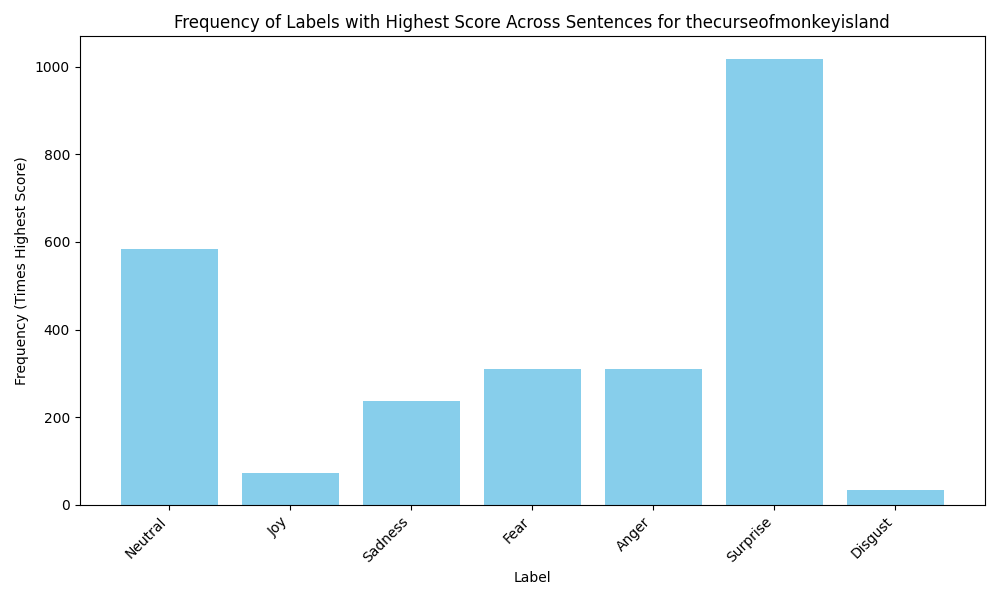 Frequency of Labels with Highest Score Across Sentences for thecurseofmonkeyisland
Frequency (Times Highest Score)
1000
800
600
400
200
0
Neutral
Joy
Sadness
Fear
Anger
Surprise
Disgust
Label